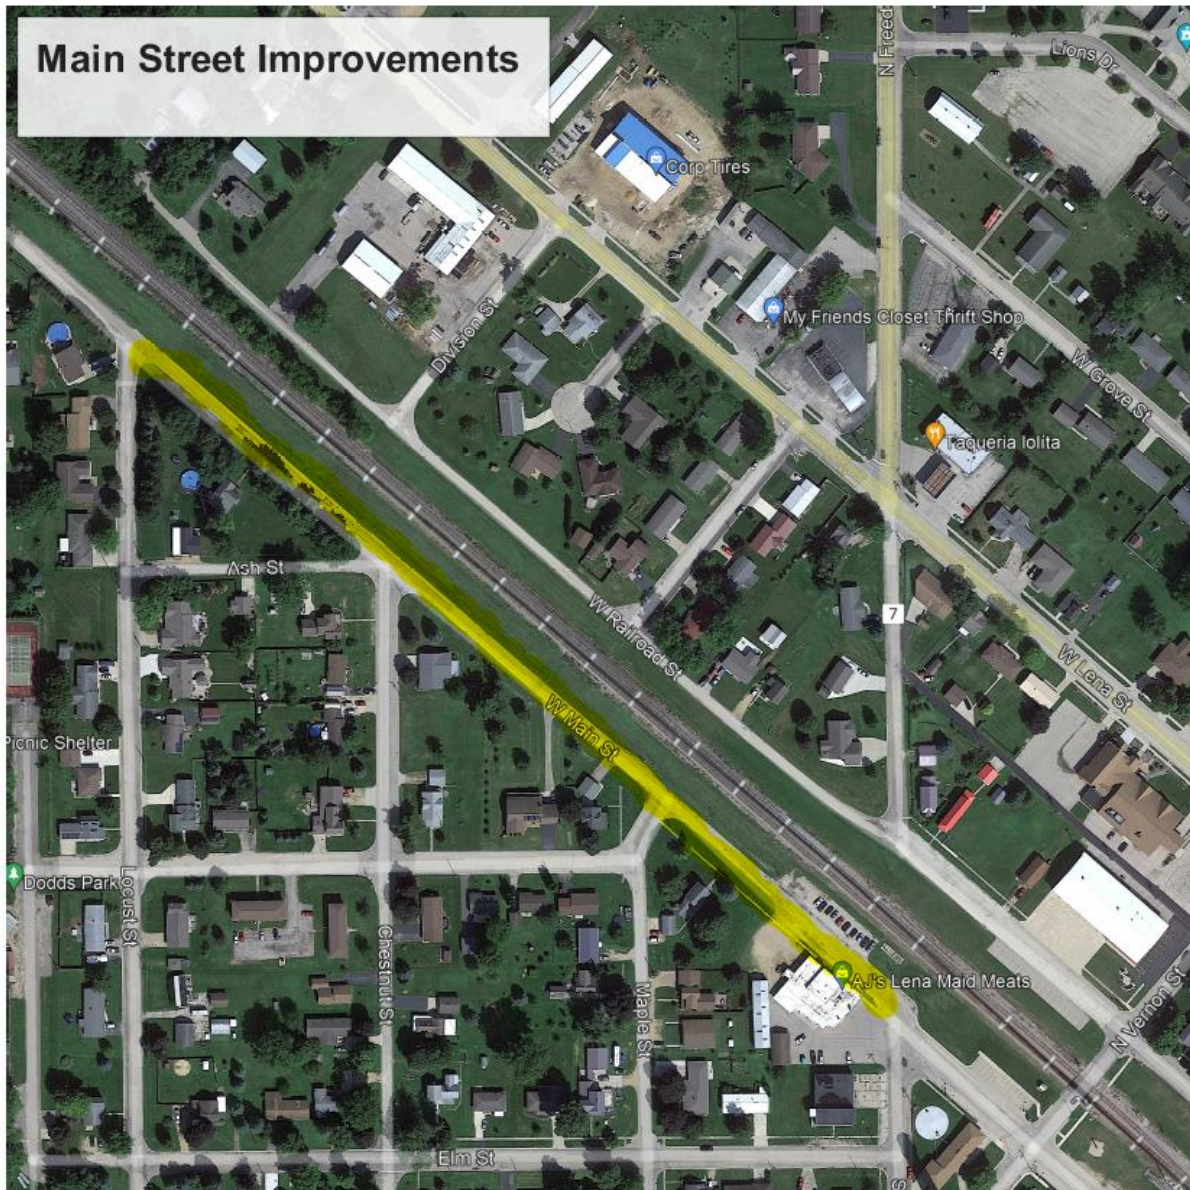 Main Street Improvements
N Freed
Lions Dr
Corp Tires
Division St
My Friends Closet Thrift Shop
W Grove St
Taqueria lolita
Ash St
7
W Railroad St
W Lena St
W Main St
Picnic Shelter
Dodds Park
Locust St
Chestnut St
AJ's Lena Maid Meats
Maple St
N Vernon St
Elm St
S